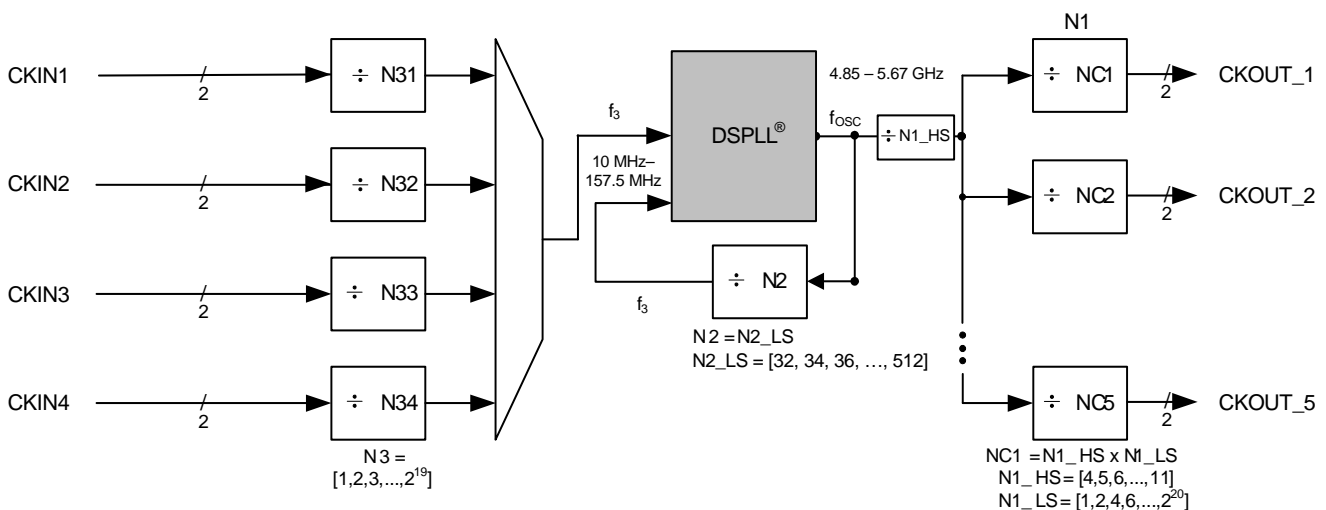 N1
CKIN1
2
÷ N31
4.85 – 5.67 GHz
÷ NC1
2
CKOUT_1
f3
DSPLL®
fOSC
÷ N1_HS
10 MHz–
157.5 MHz
CKIN2
2
÷ N32
÷ NC2
2
CKOUT_2
CKIN3
2
÷ N33
÷ N2
f3
N2 = N2_LS
N2_LS = [32, 34, 36, …, 512]
CKIN4
2
÷ N34
÷ NC5
2
CKOUT_5
N3 =
[1,2,3,...,2^19]
NC1 = N1_HS x N1_LS
N1_HS = [4,5,6,...,11]
N1_LS = [1,2,4,6,...,2^20]